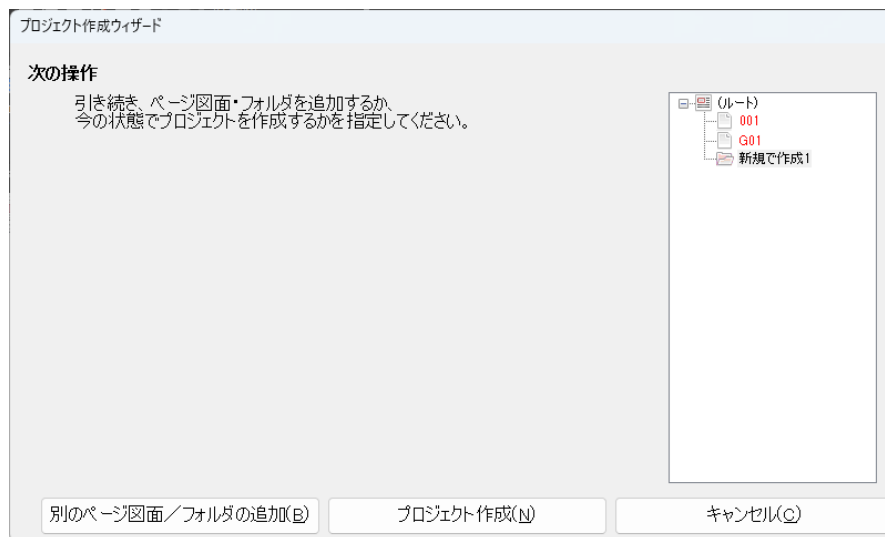 プロジェクト作成ウィザード
次の操作
引き続き、ページ図面・フォルダを追加するか、
今の状態でプロジェクトを作成するかを指定してください。
(ルート)
001
G01
新規で作成1
別のページ図面／フォルダの追加(B)
プロジェクト作成(N)
キャンセル(C)